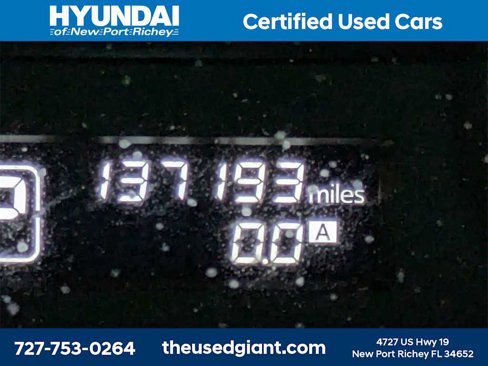 HYUNDAI
of New Port Richey
Certified Used Cars
137193 miles
P
0.0 A
727-753-0264
theusedgiant.com
4727 US Hwy 19
New Port Richey FL 34652